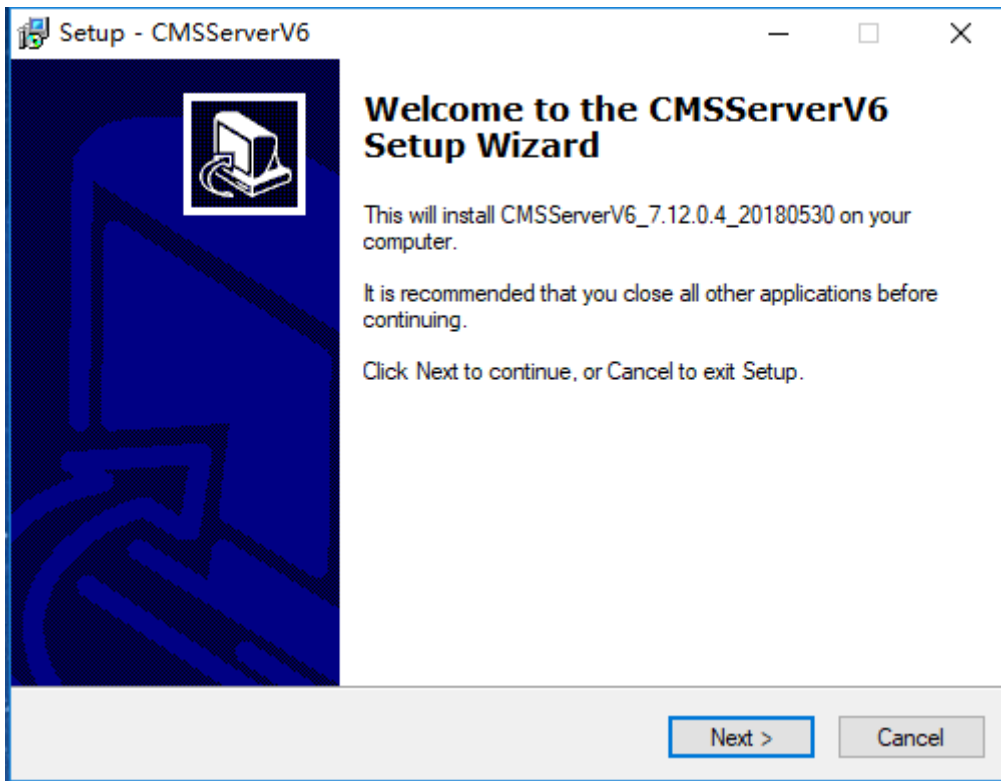 Setup - CMSServerV6
Welcome to the CMSServerV6
Setup Wizard
This will install CMSServerV6_7.12.0.4_20180530 on your
computer.
It is recommended that you close all other applications before
continuing.
Click Next to continue, or Cancel to exit Setup.
Next >
Cancel